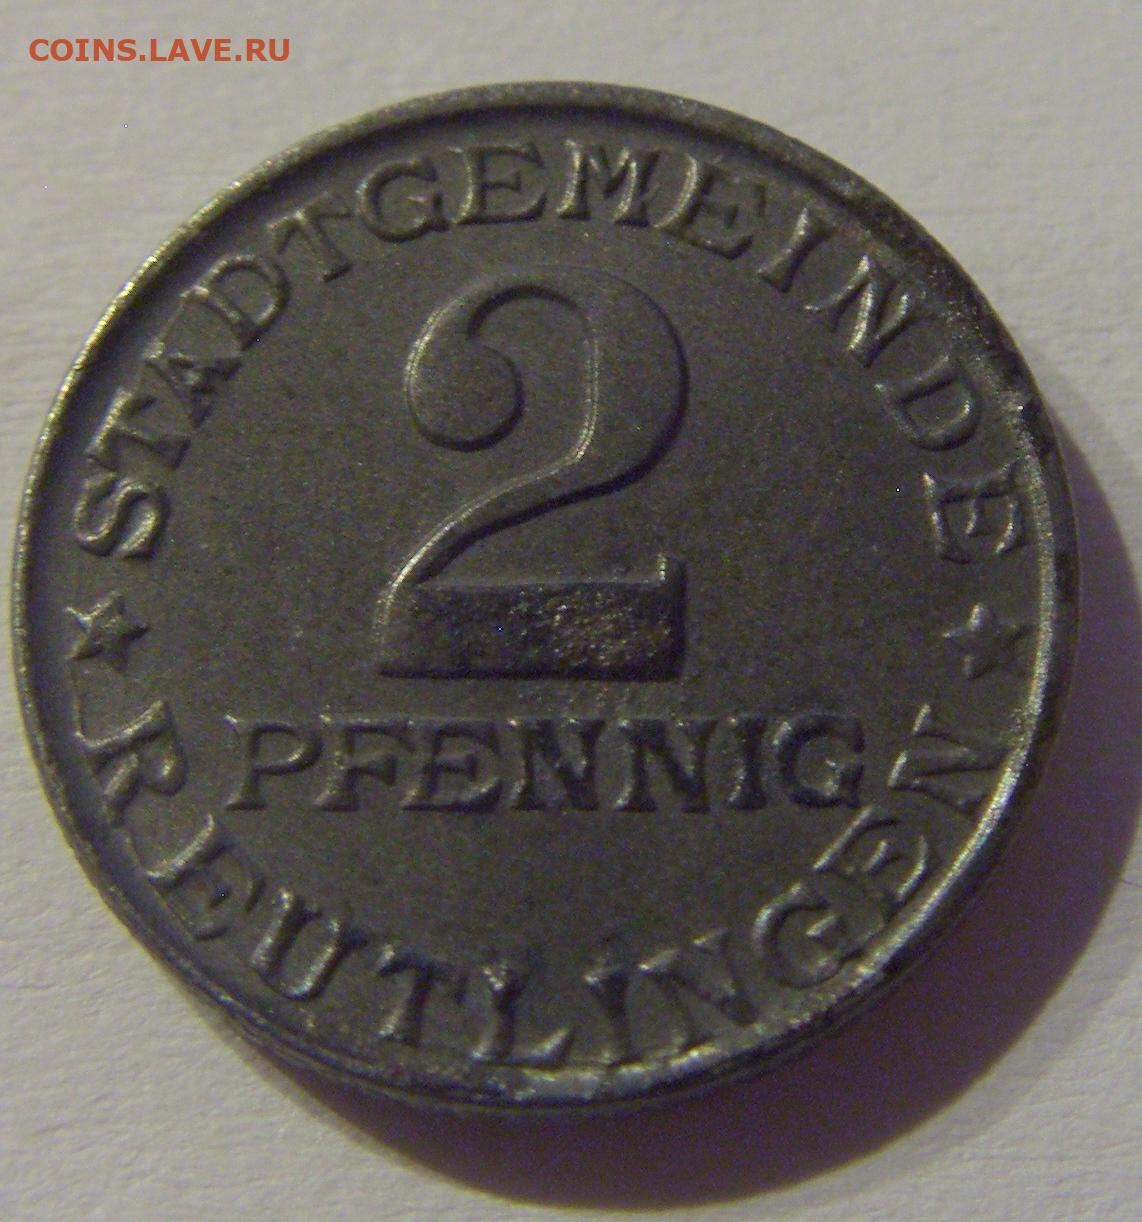 COINS.LAVE.RU
STADTGEMEINDE
2
PFENNIG
★ REUTLINGEN ★